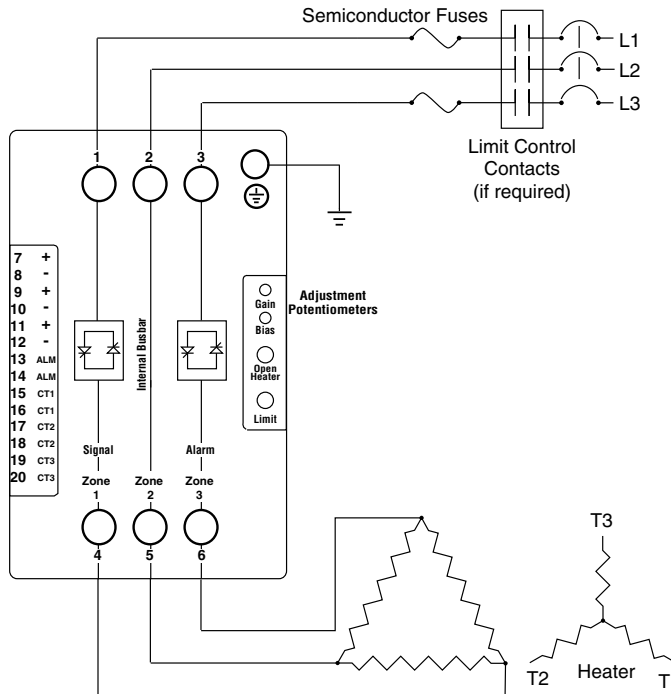 Semiconductor Fuses
L1
L2
L3
Limit Control
Contacts
(if required)
1
2
3
7 +
8 -
9 +
10 -
11 +
12 -
13 ALM
14 ALM
15 CT1
16 CT1
17 CT2
18 CT2
19 CT3
20 CT3
Internal Busbar
Gain
Bias
Open
Heater
Limit
Adjustment
Potentiometers
Signal
Alarm
Zone
1
Zone
2
Zone
3
4
5
6
T3
T2
Heater
T